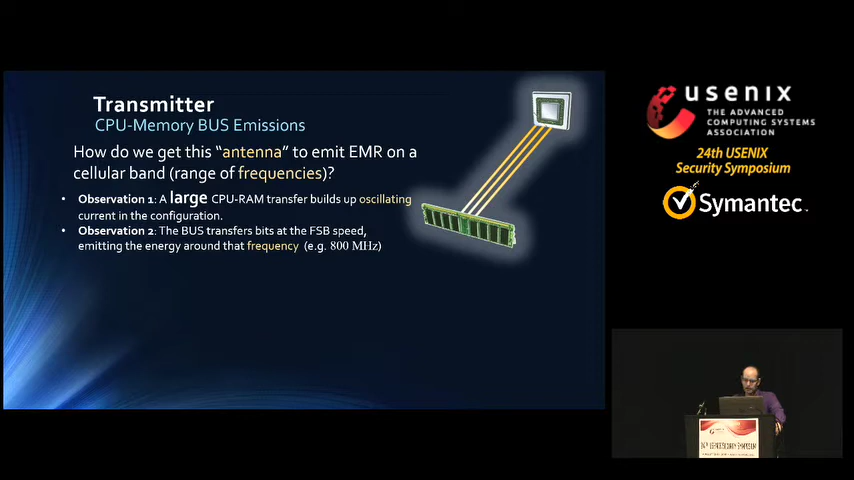 Transmitter
CPU-Memory BUS Emissions
How do we get this “antenna” to emit EMR on a
cellular band (range of frequencies)?
• Observation 1: A large CPU-RAM transfer builds up oscillating
current in the configuration.
• Observation 2: The BUS transfers bits at the FSB speed,
emitting the energy around that frequency (e.g. 800 MHz)
usenix
THE ADVANCED
COMPUTING SYSTEMS
ASSOCIATION
24th USENIX
Security Symposium
Symantec.